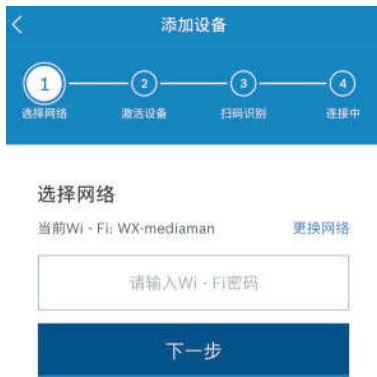 添加设备
1 2 3 4
选择网络 激活设备 扫码识别 连接中
选择网络
当前Wi - Fi: WX-mediaman 更换网络
请输入Wi - Fi密码
下一步